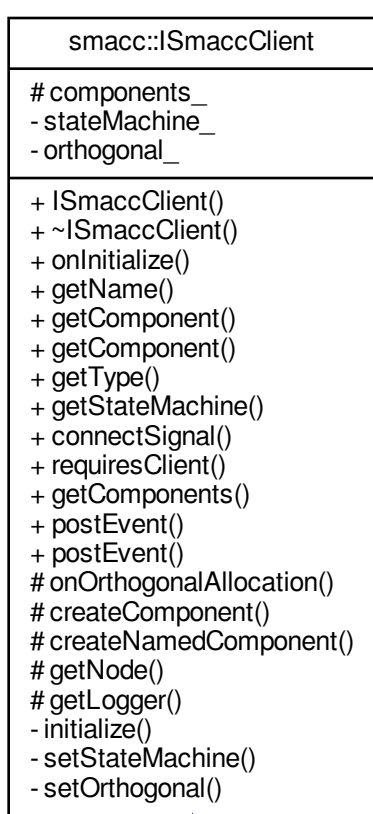 smacc::ISmaccClient
# components_
- stateMachine_
- orthogonal_
+ ISmaccClient()
+ ~ISmaccClient()
+ onInitialize()
+ getName()
+ getComponent()
+ getComponent()
+ getType()
+ getStateMachine()
+ connectSignal()
+ requiresClient()
+ getComponents()
+ postEvent()
+ postEvent()
# onOrthogonalAllocation()
# createComponent()
# createNamedComponent()
# getNode()
# getLogger()
- initialize()
- setStateMachine()
- setOrthogonal()